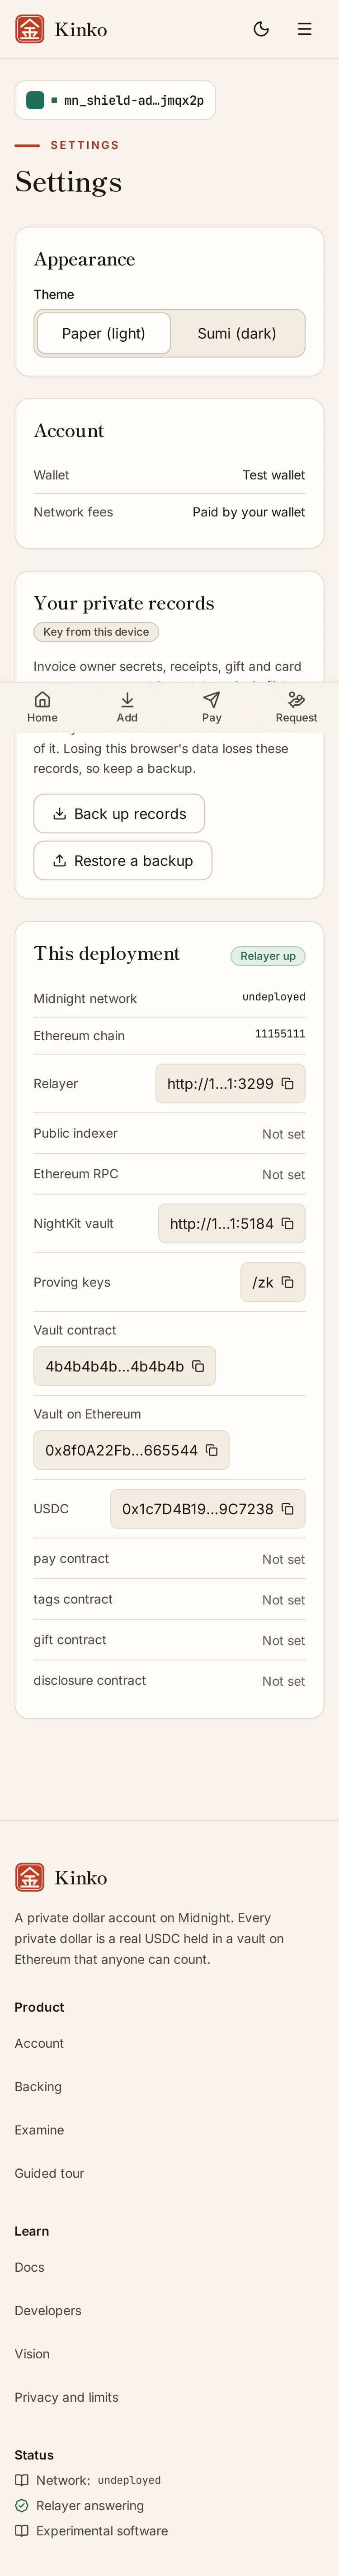 金 Kinko
mn_shield-ad…jmqx2p
SETTINGS
Settings
Appearance
Theme
Paper (light) Sumi (dark)
Account
Wallet Test wallet
Network fees Paid by your wallet
Your private records
Key from this device
Invoice owner secrets, receipts, gift and card
Home Add Pay Request
of it. Losing this browser's data loses these
records, so keep a backup.
Back up records
Restore a backup
This deployment Relayer up
Midnight network undeployed
Ethereum chain 11155111
Relayer http://1…1:3299
Public indexer Not set
Ethereum RPC Not set
NightKit vault http://1…1:5184
Proving keys /zk
Vault contract
4b4b4b4b…4b4b4b
Vault on Ethereum
0x8f0A22Fb…665544
USDC 0x1c7D4B19…9C7238
pay contract Not set
tags contract Not set
gift contract Not set
disclosure contract Not set
金 Kinko
A private dollar account on Midnight. Every
private dollar is a real USDC held in a vault on
Ethereum that anyone can count.
Product
Account
Backing
Examine
Guided tour
Learn
Docs
Developers
Vision
Privacy and limits
Status
Network: undeployed
Relayer answering
Experimental software